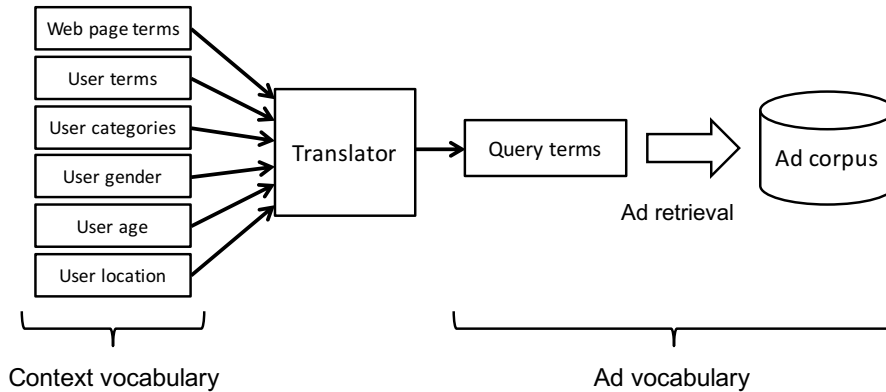 Web page terms
User terms
User categories
User gender
User age
User location
Translator
Query terms
Ad retrieval
Ad corpus
Context vocabulary
Ad vocabulary